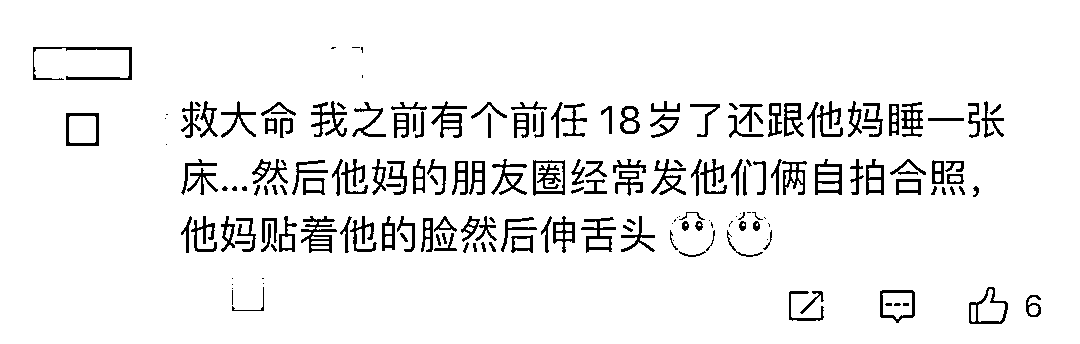 救大命 我之前有个前任 18岁了还跟他妈睡一张
床...然后他妈的朋友圈经常发他们俩自拍合照，
他妈贴着他的脸然后伸舌头
6